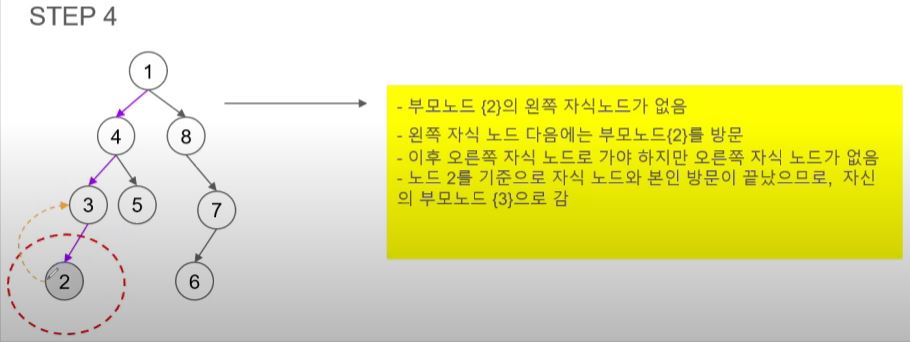 STEP 4
1
4
8
3
5
7
2
6
- 부모노드 {2}의 왼쪽 자식노드가 없음
- 왼쪽 자식 노드 다음에는 부모노드{2}를 방문
- 이후 오른쪽 자식 노드로 가야 하지만 오른쪽 자식 노드가 없음
- 노드 2를 기준으로 자식 노드와 본인 방문이 끝났으므로, 자신
의 부모노드 {3}으로 감